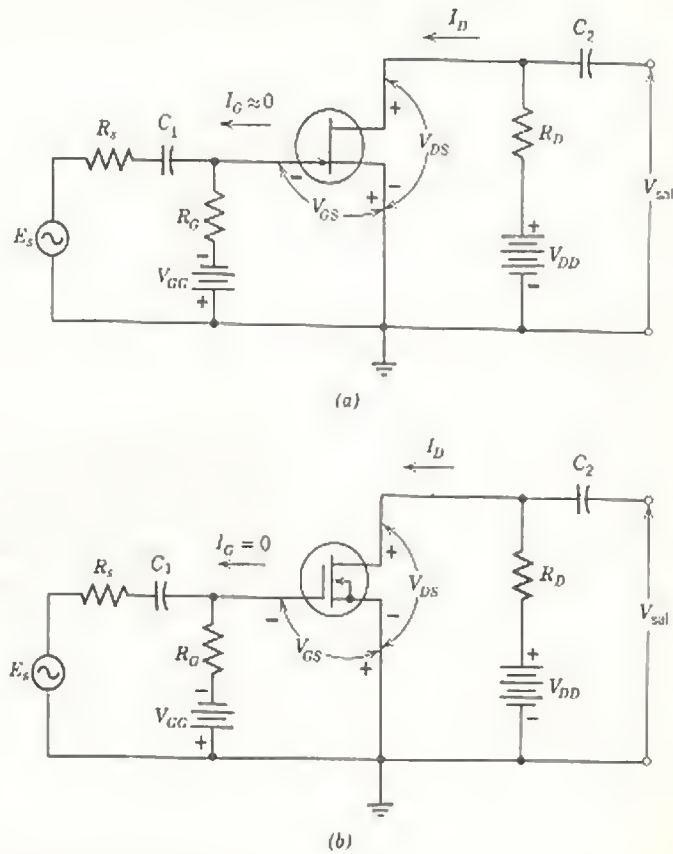 I_D
C_2
I_G ≈ 0
R_s
C_1
+
V_DS
R_D
-
-
+
V_GS
V_sal
R_G
E_s
-
V_GG
+
+
V_DD
-
(a)
I_D
C_2
I_G = 0
R_s
C_1
+
V_DS
R_D
-
-
V_GS
+
V_sal
R_G
E_s
-
V_GG
+
+
V_DD
-
(b)